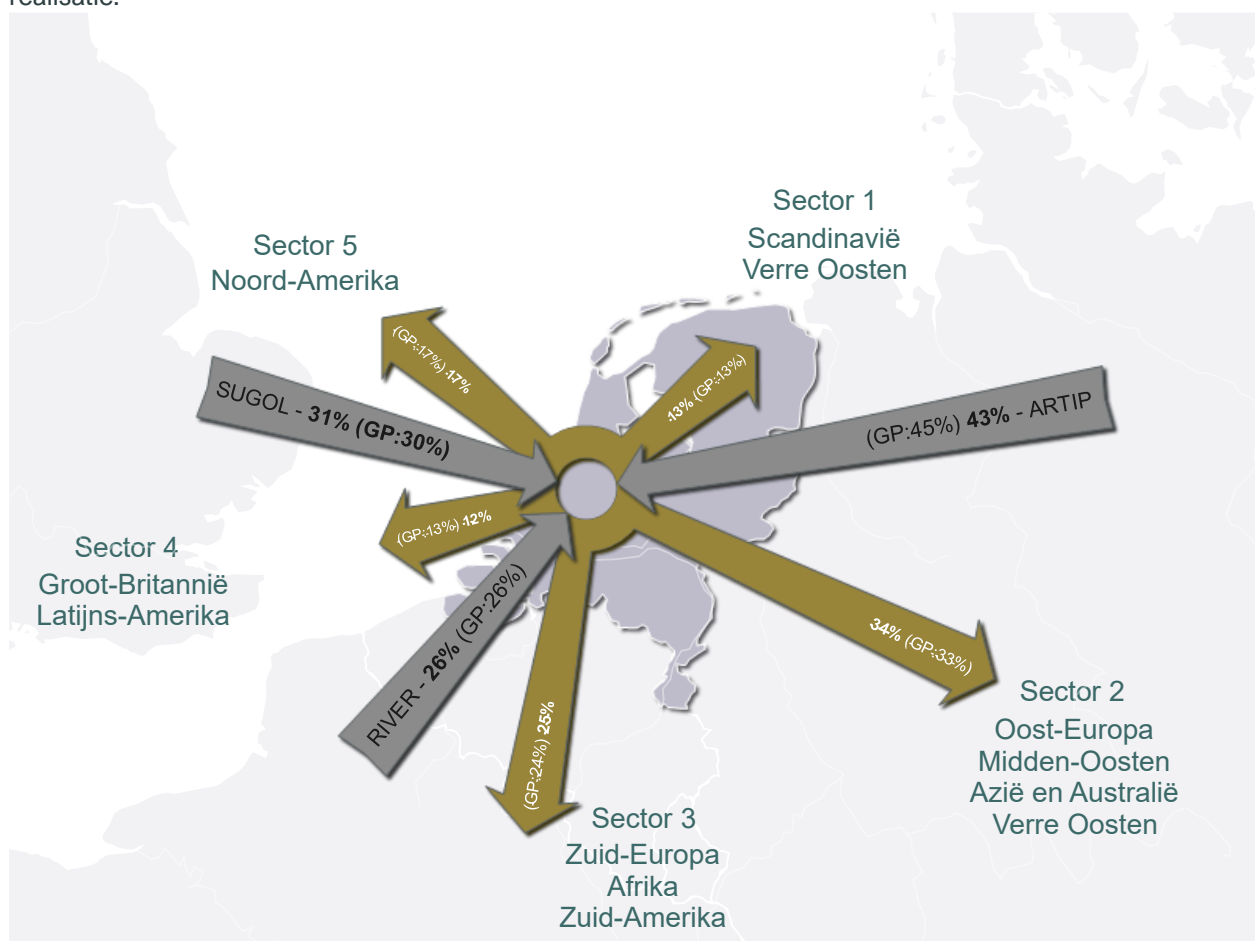 realisatie.
Sector 1
Scandinavië
Verre Oosten
Sector 5
Noord-Amerika
(GP:17%) 17%
13% (GP:13%)
SUGOL - 31% (GP:30%)
(GP:45%) 43% - ARTIP
(GP:13%) 12%
Sector 4
Groot-Britannië
Latijns-Amerika
RIVER - 26% (GP:26%)
34% (GP:33%)
(GP:24%) 25%
Sector 2
Oost-Europa
Midden-Oosten
Azië en Australië
Verre Oosten
Sector 3
Zuid-Europa
Afrika
Zuid-Amerika